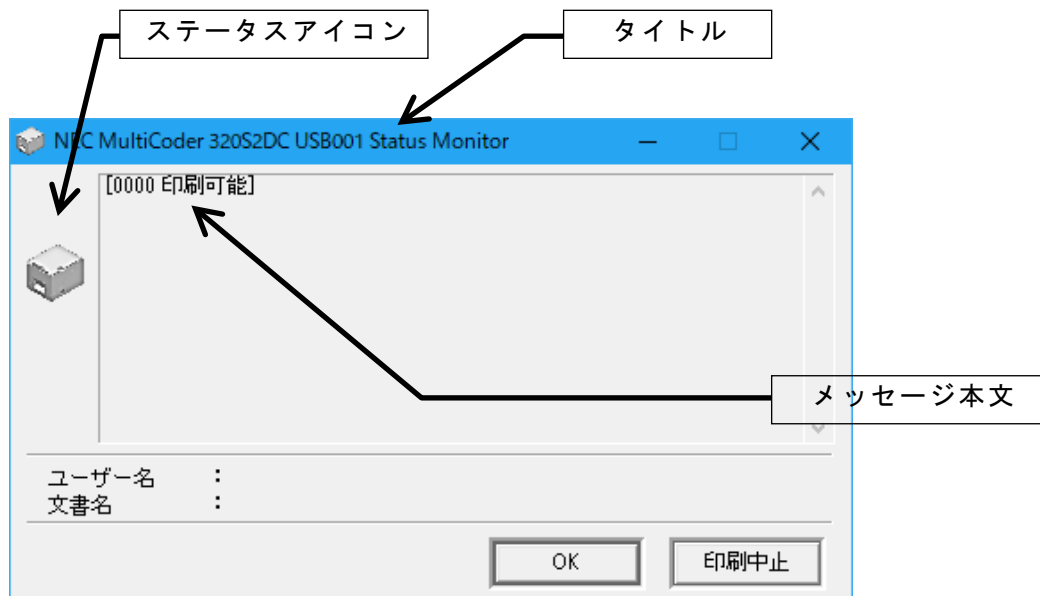 ステータスアイコン
タイトル
NEC MultiCoder 320S2DC USB001 Status Monitor
[0000 印刷可能]
メッセージ本文
ユーザー名 :
文書名 :
OK
印刷中止